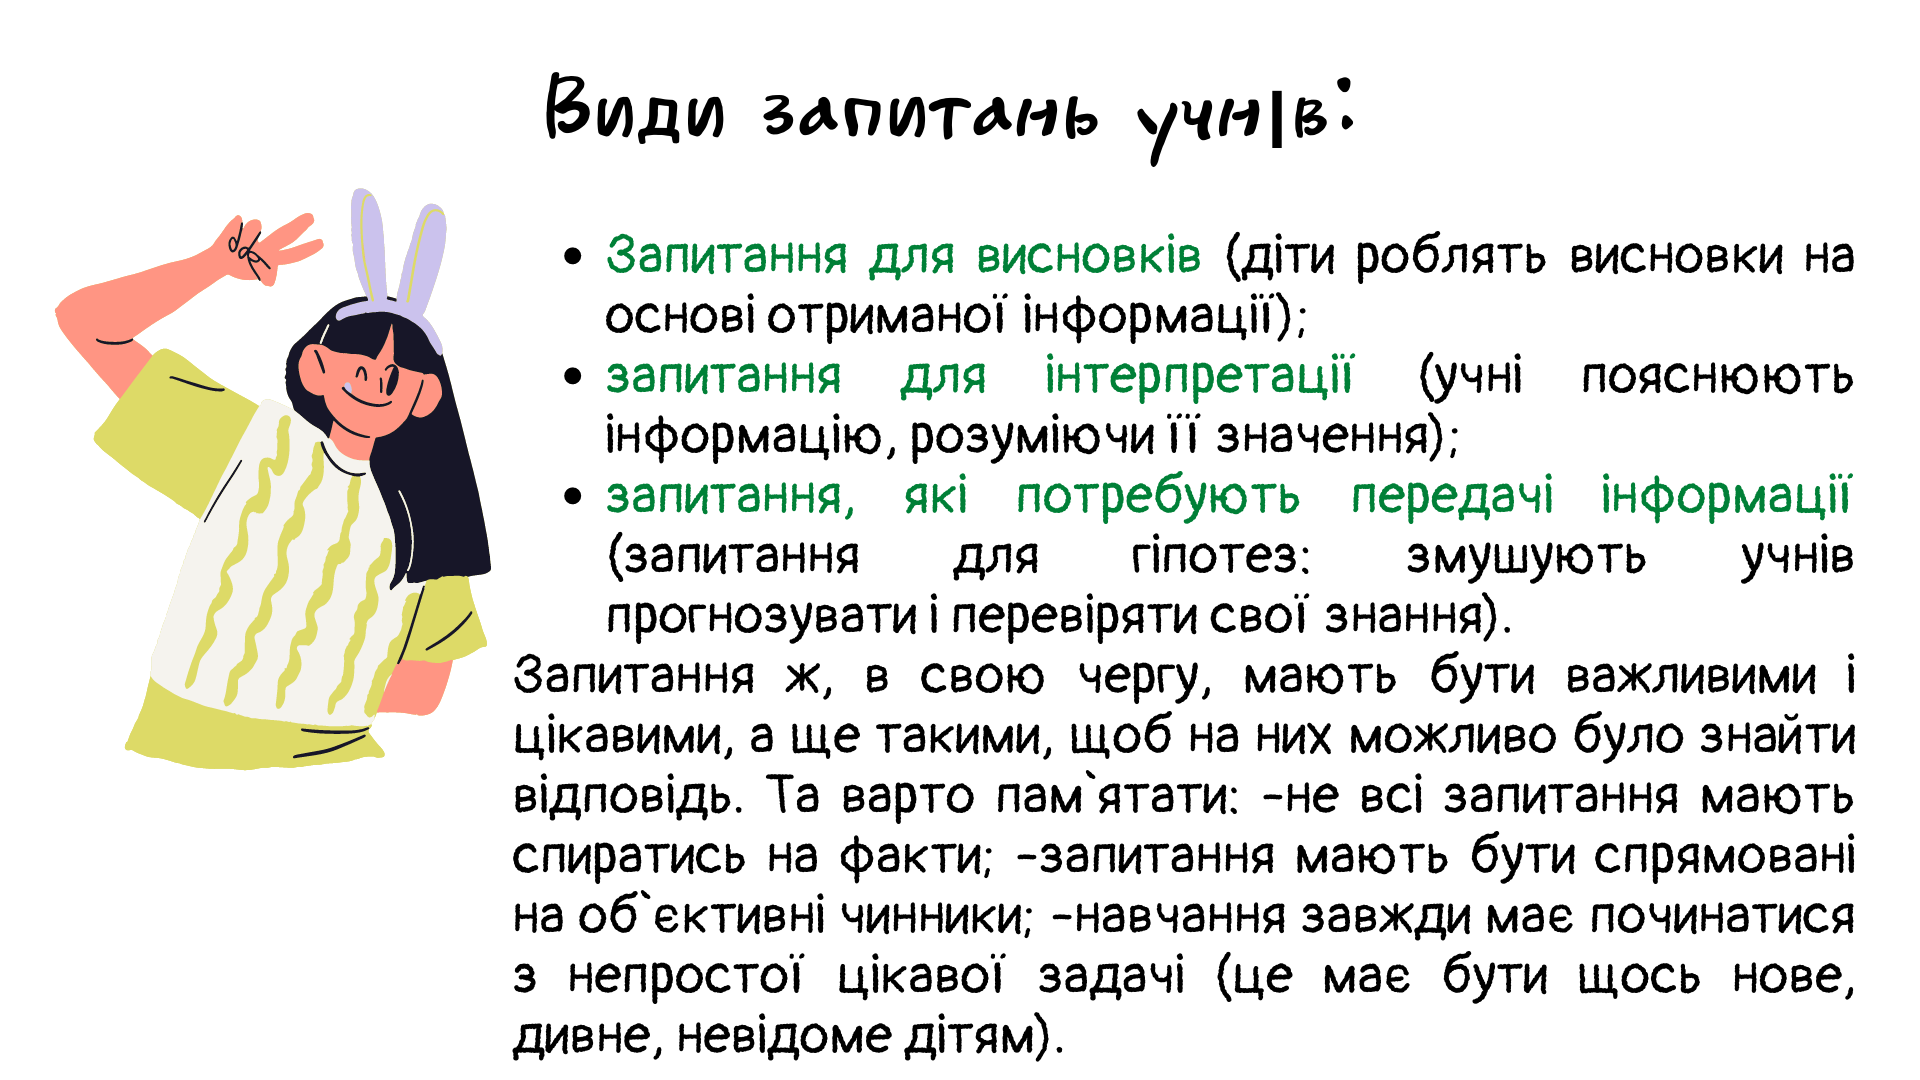 Види запитань учнів:
• Запитання для висновків (діти роблять висновки на
основі отриманої інформації);
• запитання для інтерпретації (учні пояснюють
інформацію, розуміючи її значення);
• запитання, які потребують передачі інформації
(запитання для гіпотез: змушують учнів
прогнозувати і перевіряти свої знання).
Запитання ж, в свою чергу, мають бути важливими і
цікавими, а ще такими, щоб на них можливо було знайти
відповідь. Та варто пам`ятати: -не всі запитання мають
спиратись на факти; -запитання мають бути спрямовані
на об`єктивні чинники; -навчання завжди має починатися
з непростої цікавої задачі (це має бути щось нове,
дивне, невідоме дітям).